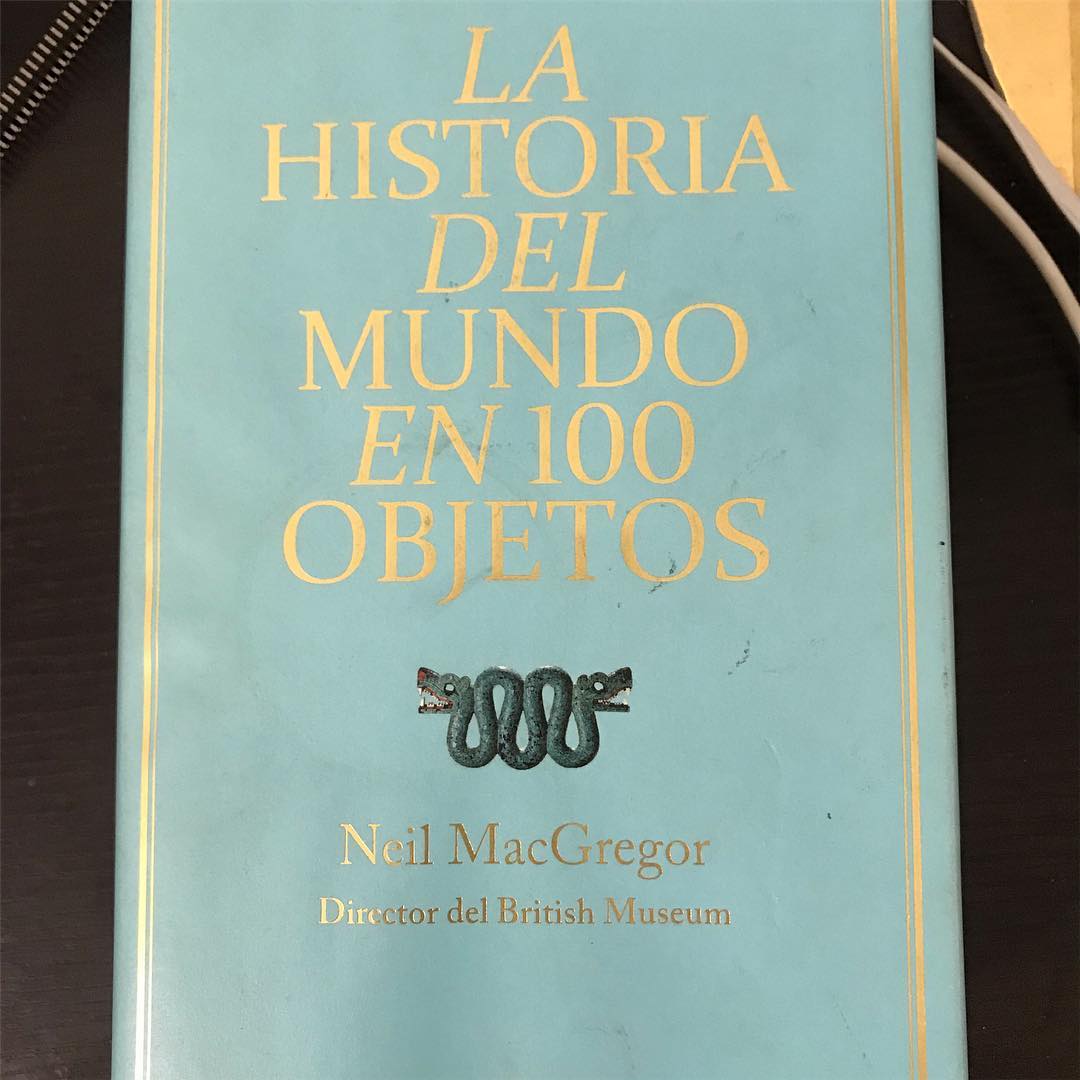 LA
HISTORIA
DEL
MUNDO
EN 100
OBJETOS
Neil MacGregor
Director del British Museum